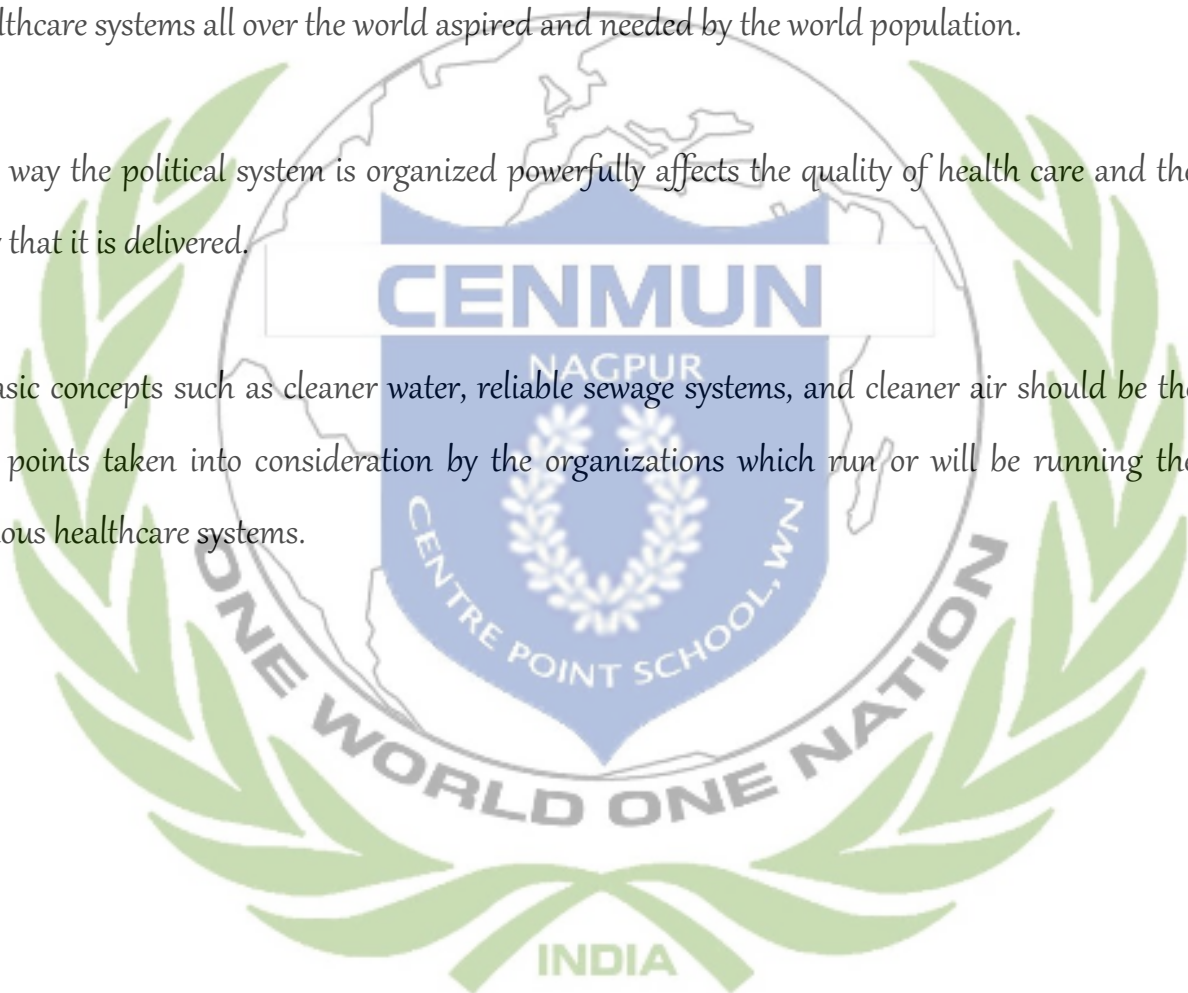 lthcare systems all over the world aspired and needed by the world population.
way the political system is organized powerfully affects the quality of health care and the
that it is delivered.
CENMUN
NAGPUR
asic concepts such as cleaner water, reliable sewage systems, and cleaner air should be the
points taken into consideration by the organizations which run or will be running the
ious healthcare systems.
CENTRE POINT SCHOOL, WN
ONE WORLD ONE NATION
INDIA